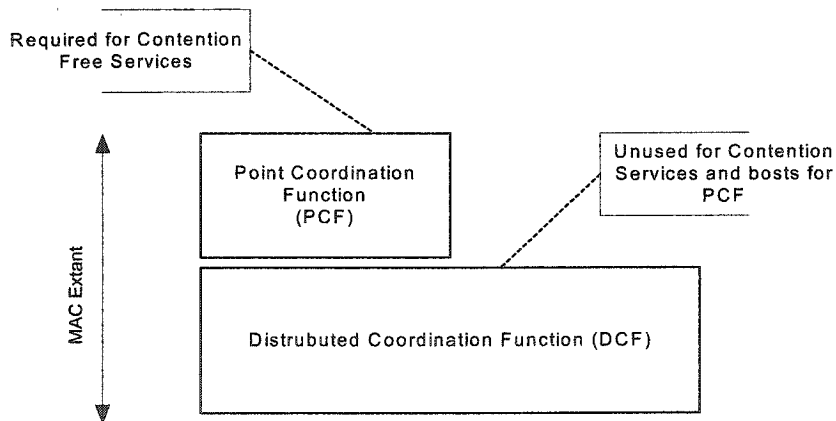 Required for Contention
Free Services
Point Coordination
Function
(PCF)
Unused for Contention
Services and bosts for
PCF
MAC Extant
Distrubuted Coordination Function (DCF)